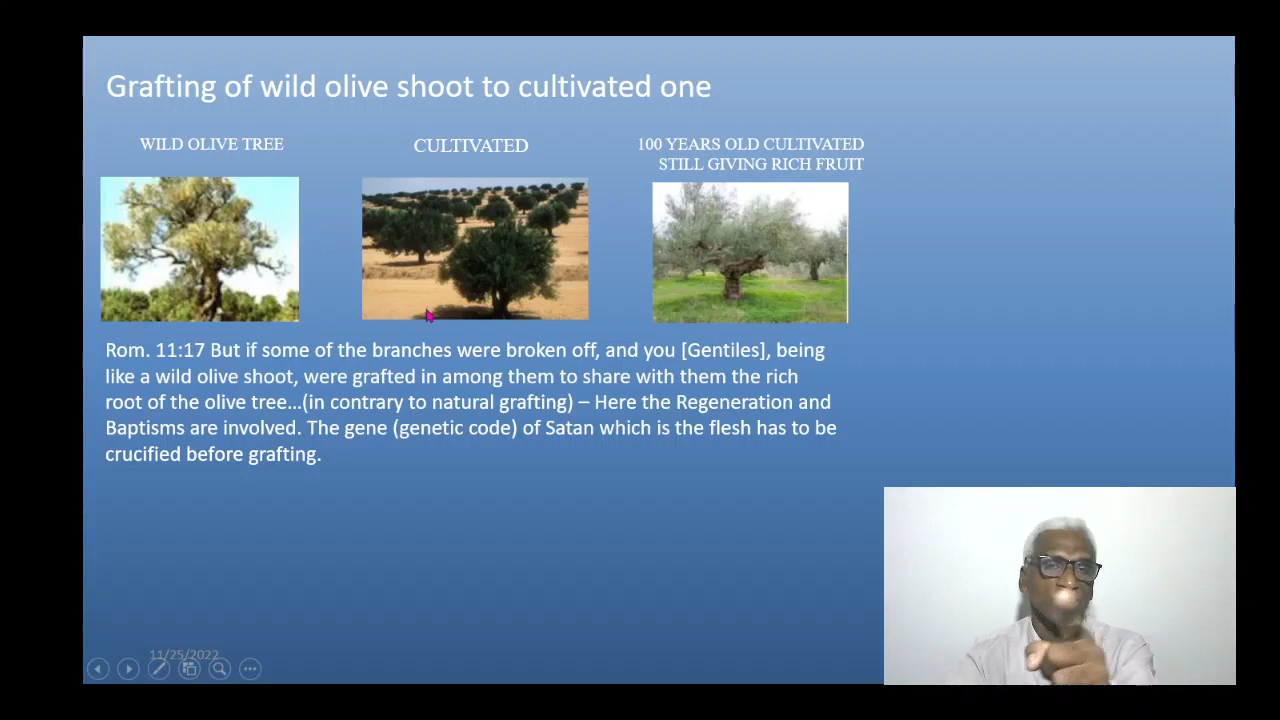 Grafting of wild olive shoot to cultivated one
WILD OLIVE TREE
CULTIVATED
100 YEARS OLD CULTIVATED
STILL GIVING RICH FRUIT
Rom. 11:17 But if some of the branches were broken off, and you [Gentiles], being
like a wild olive shoot, were grafted in among them to share with them the rich
root of the olive tree…(in contrary to natural grafting) – Here the Regeneration and
Baptisms are involved. The gene (genetic code) of Satan which is the flesh has to be
crucified before grafting.
11/25/2022